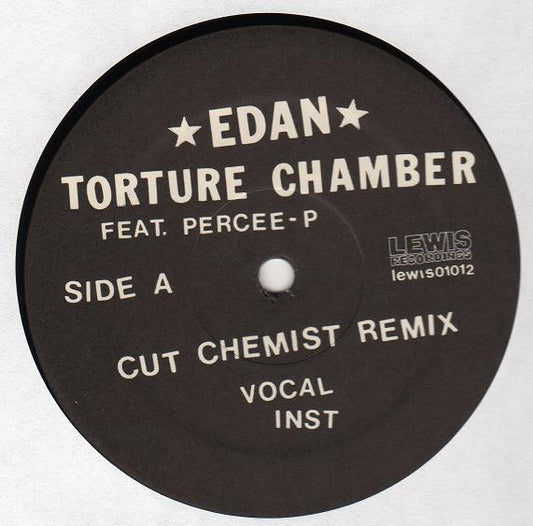 ★EDAN★
TORTURE CHAMBER
FEAT. PERCEE-P
SIDE A
LEWIS
RECORDINGS
lewis01012
CUT CHEMIST REMIX
VOCAL
INST